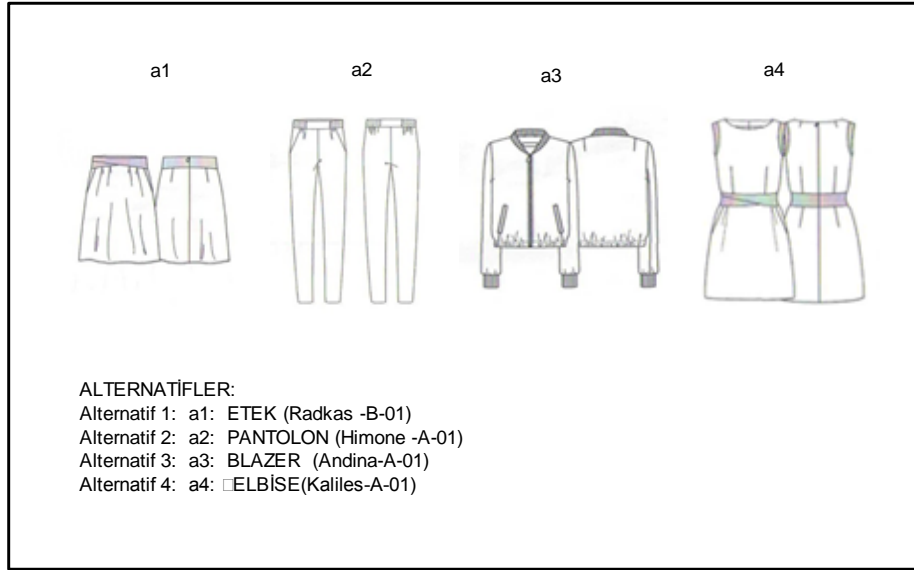 a1 a2 a3 a4
ALTERNATİFLER:
Alternatif 1: a1: ETEK (Radkas -B-01)
Alternatif 2: a2: PANTOLON (Himone -A-01)
Alternatif 3: a3: BLAZER (Andina-A-01)
Alternatif 4: a4: □ELBİSE(Kaliles-A-01)